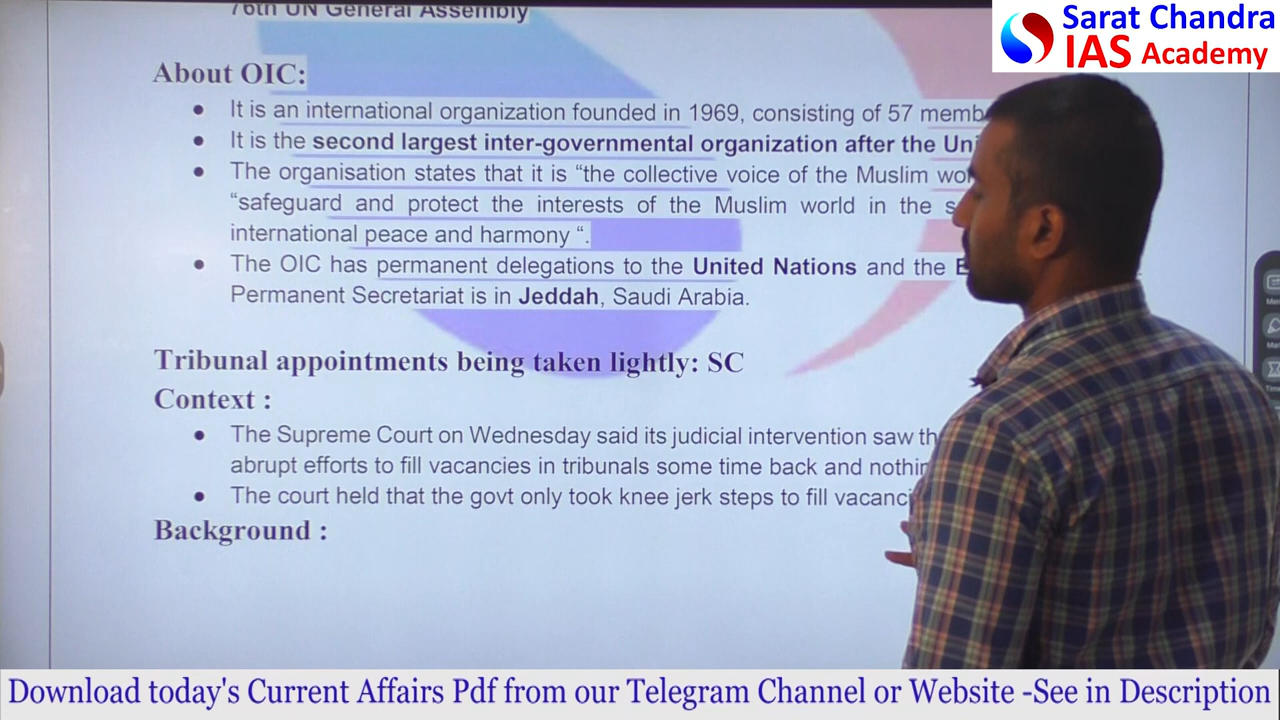 76th UN General Assembly
Sarat Chandra
IAS Academy
About OIC:
• It is an international organization founded in 1969, consisting of 57
• It is the second largest inter-governmental organization after the
• The organisation states that it is “the collective voice of the Muslim
“safeguard and protect the interests of the Muslim world in the
international peace and harmony “.
• The OIC has permanent delegations to the United Nations and the
Permanent Secretariat is in Jeddah, Saudi Arabia.
Tribunal appointments being taken lightly: SC
Context :
• The Supreme Court on Wednesday said its judicial intervention saw
abrupt efforts to fill vacancies in tribunals some time back and
• The court held that the govt only took knee jerk steps to fill
Background :
Download today's Current Affairs Pdf from our Telegram Channel or Website -See in Description